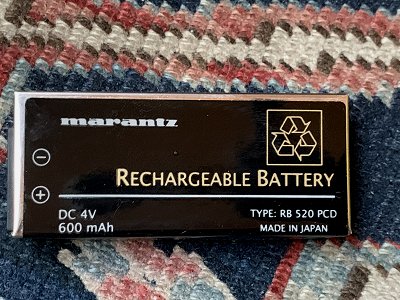 marantz
RECHARGEABLE BATTERY
DC 4V
600 mAh
TYPE: RB 520 PCD
MADE IN JAPAN